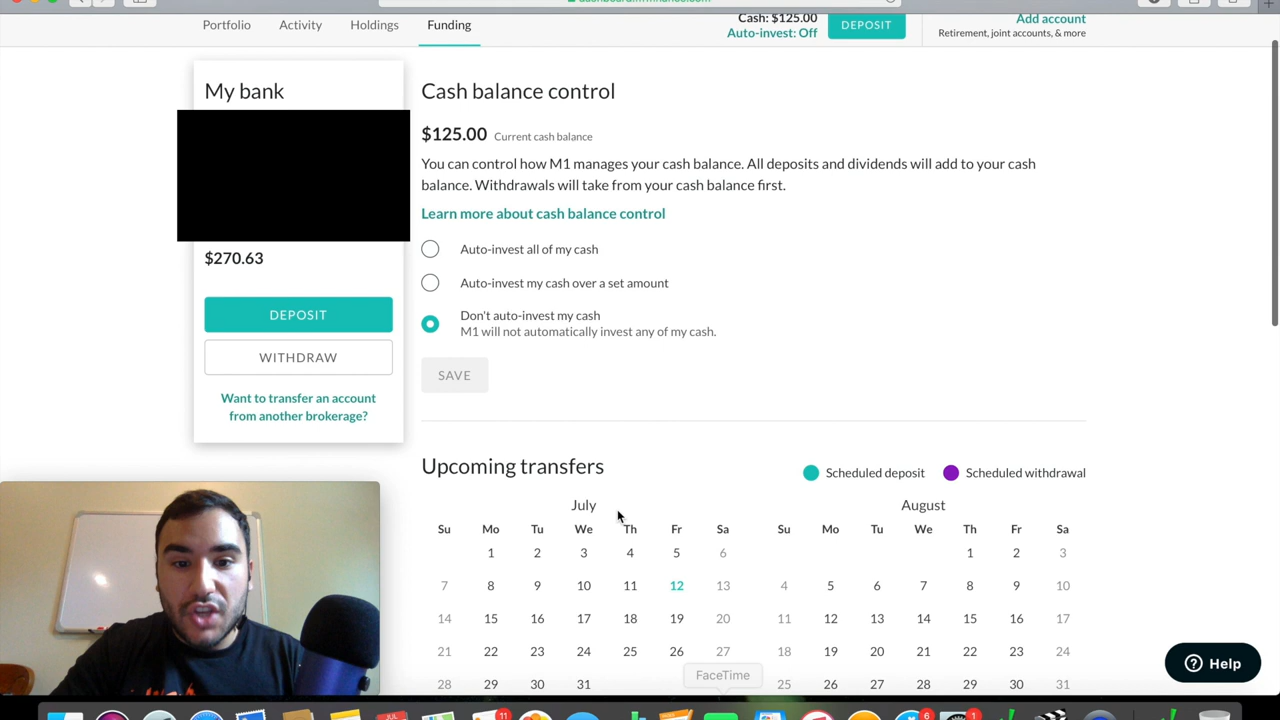 Portfolio
Activity
Holdings
Funding
Cash: $125.00
Auto-invest: Off
DEPOSIT
Add account
Retirement, joint accounts, & more
My bank
$270.63
DEPOSIT
WITHDRAW
Want to transfer an account
from another brokerage?
Cash balance control
$125.00 Current cash balance
You can control how M1 manages your cash balance. All deposits and dividends will add to your cash
balance. Withdrawals will take from your cash balance first.
Learn more about cash balance control
Auto-invest all of my cash
Auto-invest my cash over a set amount
Don't auto-invest my cash
M1 will not automatically invest any of my cash.
SAVE
Upcoming transfers
Scheduled deposit
Scheduled withdrawal
July
Su Mo Tu We Th Fr Sa
1 2 3 4 5 6
7 8 9 10 11 12 13
14 15 16 17 18 19 20
21 22 23 24 25 26 27
28 29 30 31
August
Su Mo Tu We Th Fr Sa
1 2 3
4 5 6 7 8 9 10
11 12 13 14 15 16 17
18 19 20 21 22 23 24
25 26 27 28 29 30 31
Help
FaceTime
JUL
11
6
1